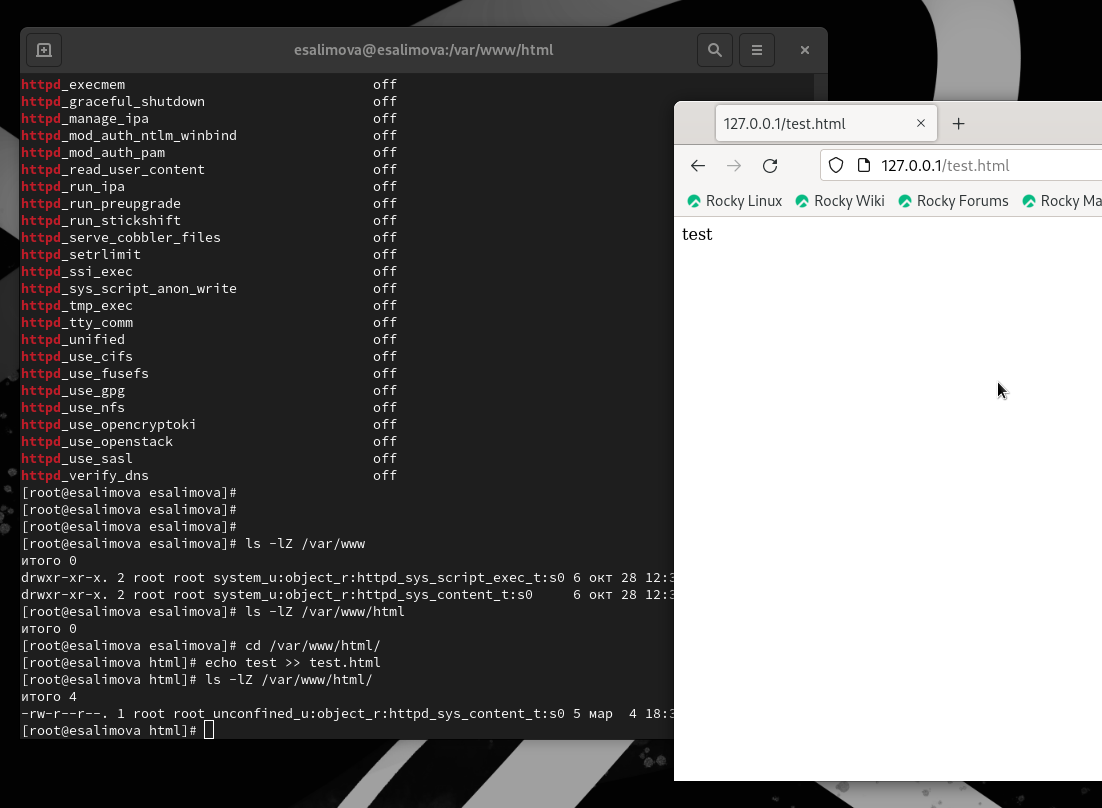 esalimova@esalimova:/var/www/html
httpd_execmem off
httpd_graceful_shutdown off
httpd_manage_ipa off
httpd_mod_auth_ntlm_winbind off
httpd_mod_auth_pam off
httpd_read_user_content off
httpd_run_ipa off
httpd_run_preupgrade off
httpd_run_stickshift off
httpd_serve_cobbler_files off
httpd_setrlimit off
httpd_ssi_exec off
httpd_sys_script_anon_write off
httpd_tmp_exec off
httpd_tty_comm off
httpd_unified off
httpd_use_cifs off
httpd_use_fusefs off
httpd_use_gpg off
httpd_use_nfs off
httpd_use_opencryptoki off
httpd_use_openstack off
httpd_use_sasl off
httpd_verify_dns off
[root@esalimova esalimova]#
[root@esalimova esalimova]#
[root@esalimova esalimova]#
[root@esalimova esalimova]# ls -lZ /var/www
итого 0
drwxr-xr-x. 2 root root system_u:object_r:httpd_sys_script_exec_t:s0 6 окт 28 12:3
drwxr-xr-x. 2 root root system_u:object_r:httpd_sys_content_t:s0 6 окт 28 12:3
[root@esalimova esalimova]# ls -lZ /var/www/html
итого 0
[root@esalimova esalimova]# cd /var/www/html/
[root@esalimova html]# echo test >> test.html
[root@esalimova html]# ls -lZ /var/www/html/
итого 4
-rw-r--r--. 1 root root unconfined_u:object_r:httpd_sys_content_t:s0 5 мар 4 18:3
[root@esalimova html]#
127.0.0.1/test.html
127.0.0.1/test.html
Rocky Linux Rocky Wiki Rocky Forums Rocky Ma
test